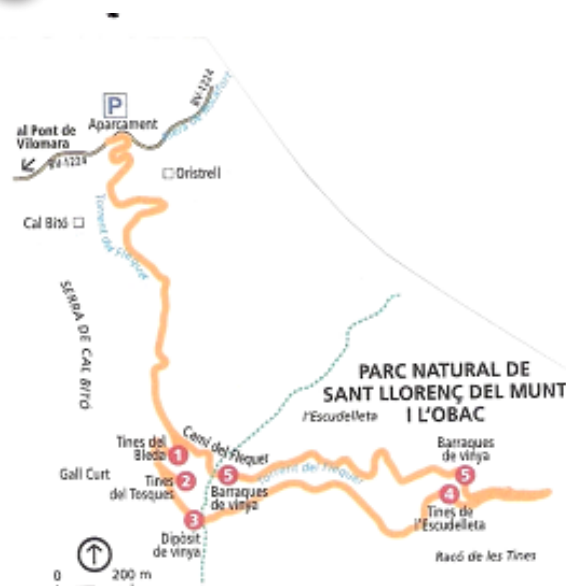 BV-1224
P
Aparcament
al Pont de
Vilomara
BV-1224
Oristrell
Cal Bitó
Torrent del Flequer
SERRA DE CAL BITÓ
PARC NATURAL DE
SANT LLORENÇ DEL MUNT
I L'OBAC
l'Escudelleta
Camí del Flequer
Tines del
Bleda
1
Gall Curt
Tines
del Tosques
2
5
Barraques
de vinya
Torrent del Flequer
Barraques
de vinya
5
4
Tines de
l'Escudelleta
3
Dipòsit
de vinya
Racó de les Tines
0
200 m